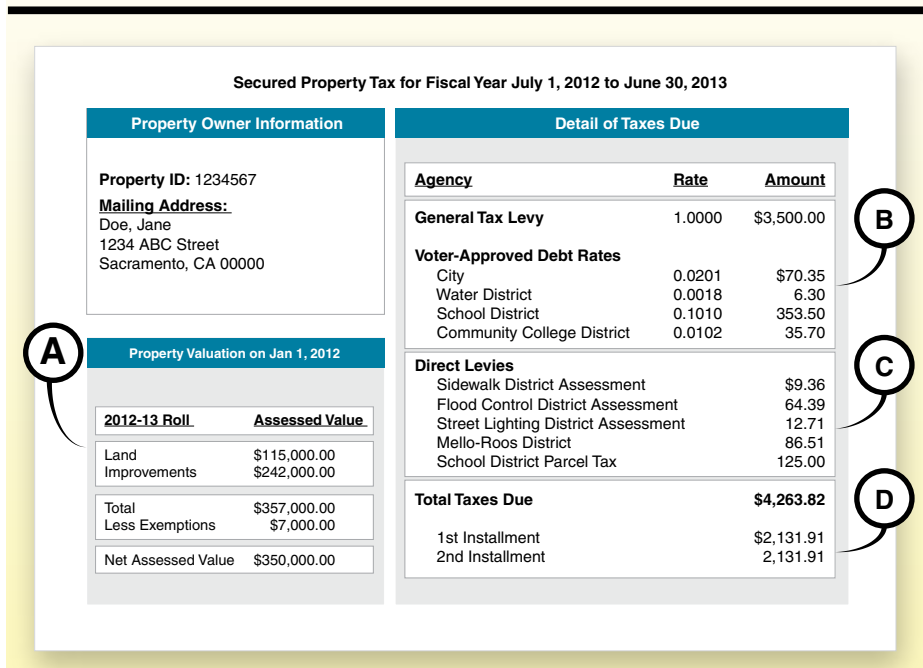 Secured Property Tax for Fiscal Year July 1, 2012 to June 30, 2013
Property Owner Information
Property ID: 1234567
Mailing Address:
Doe, Jane
1234 ABC Street
Sacramento, CA 00000
A
Property Valuation on Jan 1, 2012
2012-13 Roll Assessed Value
Land $115,000.00
Improvements $242,000.00
Total $357,000.00
Less Exemptions $7,000.00
Net Assessed Value $350,000.00
Detail of Taxes Due
Agency Rate Amount
General Tax Levy 1.0000 $3,500.00
Voter-Approved Debt Rates
City 0.0201 $70.35
Water District 0.0018 6.30
School District 0.1010 353.50
Community College District 0.0102 35.70
B
Direct Levies
Sidewalk District Assessment $9.36
Flood Control District Assessment 64.39
Street Lighting District Assessment 12.71
Mello-Roos District 86.51
School District Parcel Tax 125.00
C
Total Taxes Due $4,263.82
1st Installment $2,131.91
2nd Installment 2,131.91
D